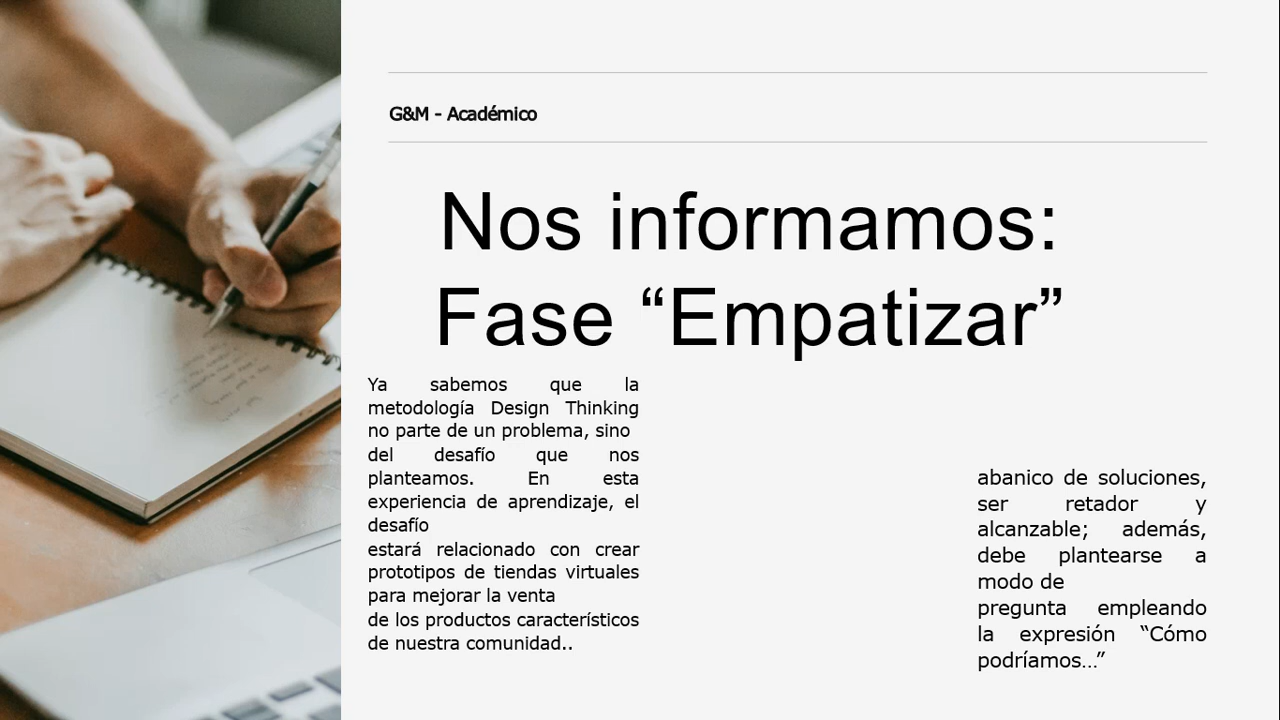 G&M - Académico
Nos informamos:
Fase “Empatizar”
Ya sabemos que la
metodología Design Thinking
no parte de un problema, sino
del desafío que nos
planteamos. En esta
experiencia de aprendizaje, el
desafío
estará relacionado con crear
prototipos de tiendas virtuales
para mejorar la venta
de los productos característicos
de nuestra comunidad..
abanico de soluciones,
ser retador y
alcanzable; además,
debe plantearse a
modo de
pregunta empleando
la expresión “Cómo
podríamos…”